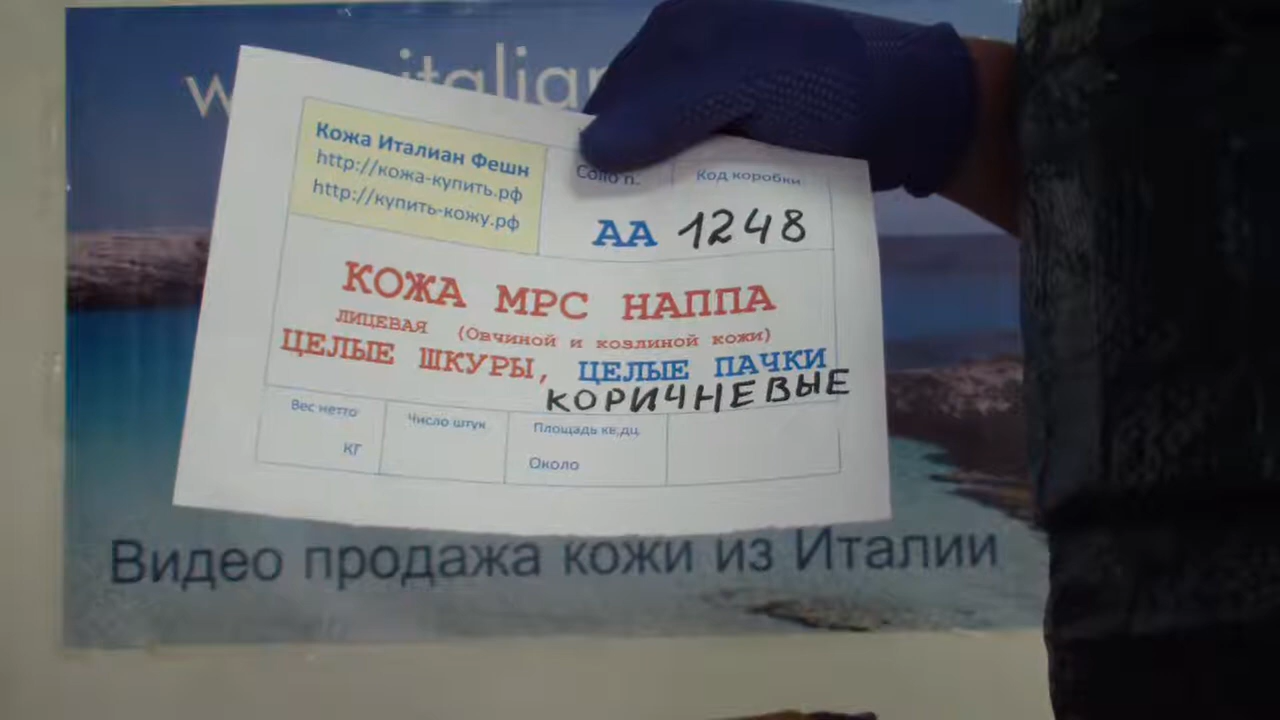 italian
Кожа Италиан Фешн
http://кожа-купить.рф
http://купить-кожу.рф
Collo n.
Код коробки
АА 1248
КОЖА МРС НАППА
ЛИЦЕВАЯ (Овчиной и козлиной кожи)
ЦЕЛЫЕ ШКУРЫ, ЦЕЛЫЕ ПАЧКИ
КОРИЧНЕВЫЕ
Вес нетто
Число штук
Площадь кв.дц.
КГ
Около
Видео продажа кожи из Италии